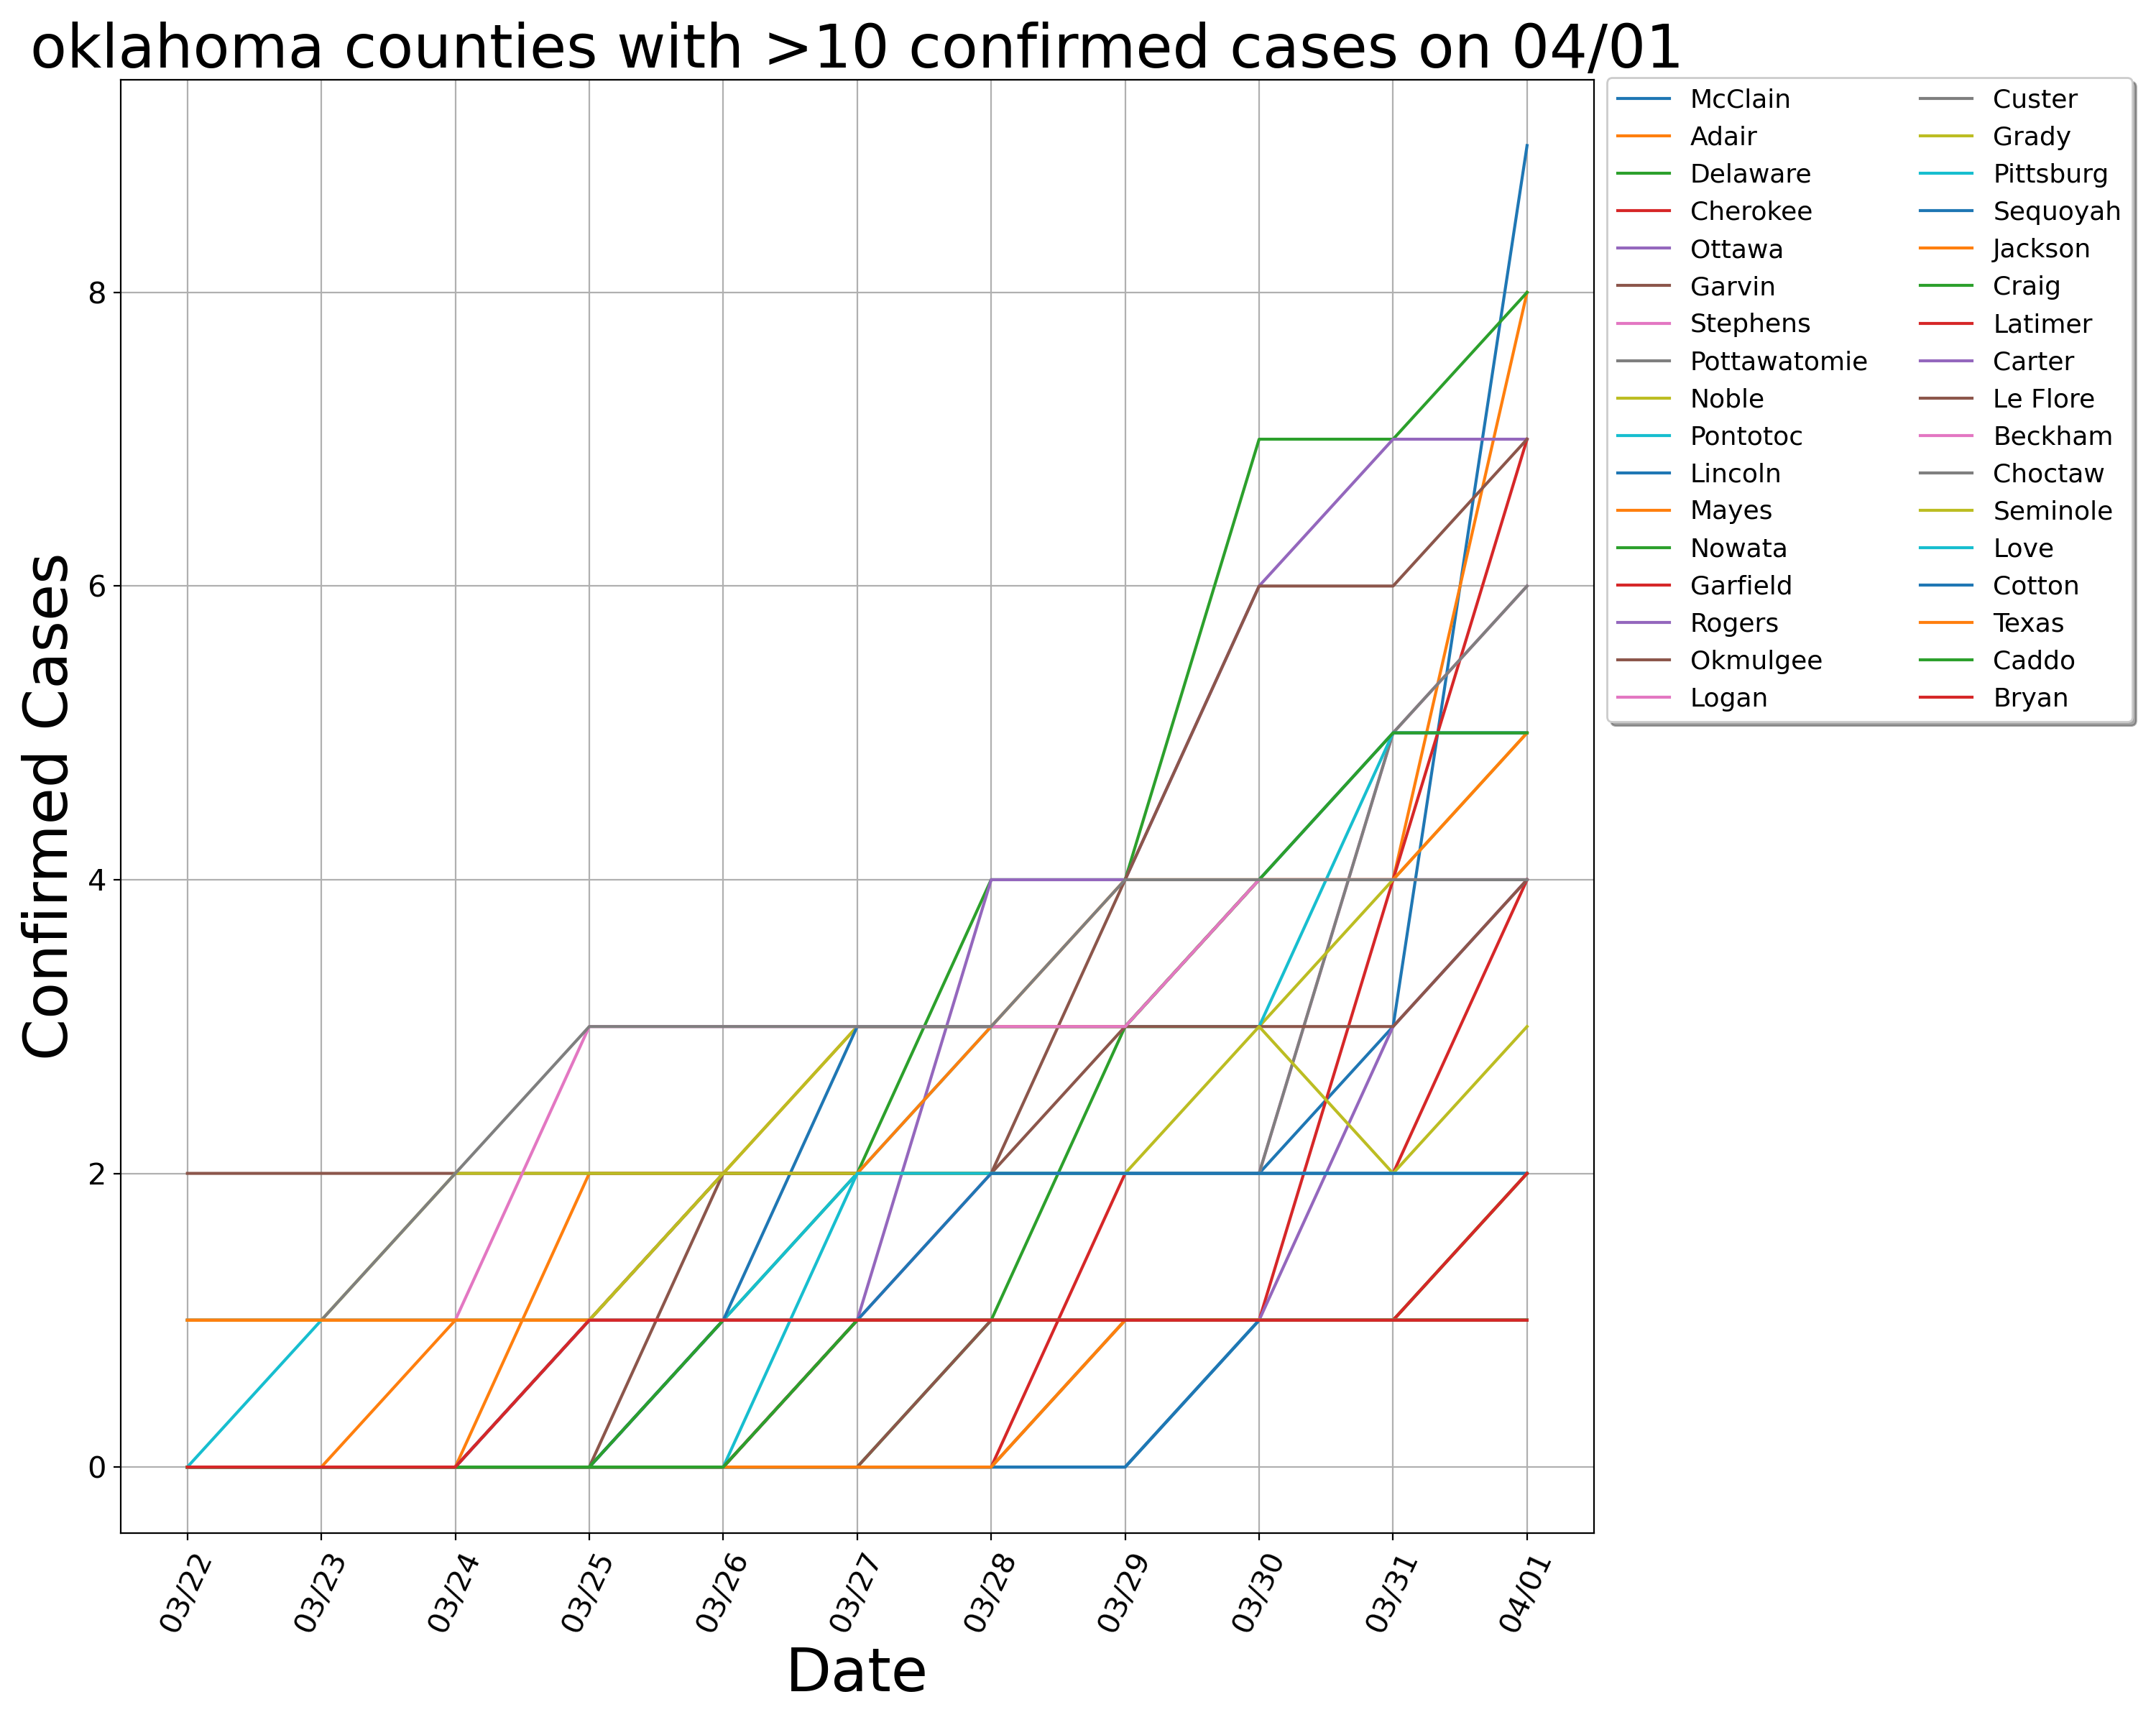 oklahoma counties with >10 confirmed cases on 04/01
Confirmed Cases
8
6
4
2
0
03/22
03/23
03/24
03/25
03/26
03/27
03/28
03/29
03/30
03/31
04/01
Date
McClain
Adair
Delaware
Cherokee
Ottawa
Garvin
Stephens
Pottawatomie
Noble
Pontotoc
Lincoln
Mayes
Nowata
Garfield
Rogers
Okmulgee
Logan
Custer
Grady
Pittsburg
Sequoyah
Jackson
Craig
Latimer
Carter
Le Flore
Beckham
Choctaw
Seminole
Love
Cotton
Texas
Caddo
Bryan